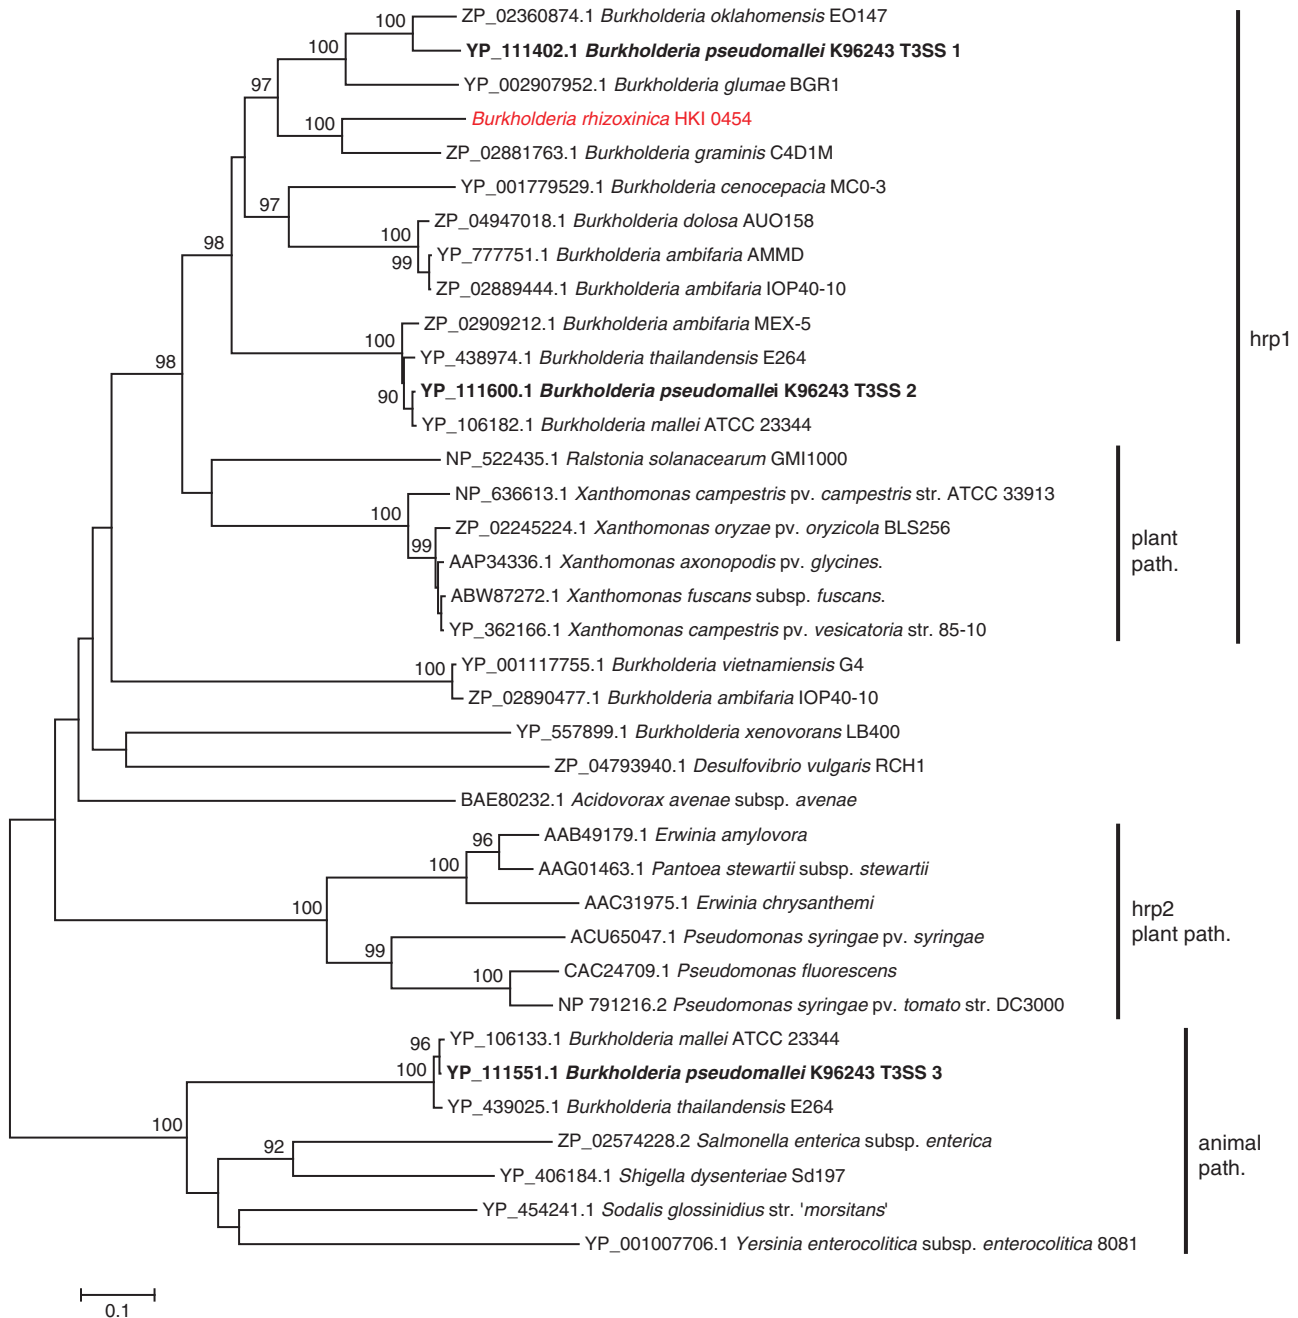 100 ZP_02360874.1 Burkholderia oklahomensis EO147
100 YP_111402.1 Burkholderia pseudomallei K96243 T3SS 1
97 YP_002907952.1 Burkholderia glumae BGR1
100 Burkholderia rhizoxinica HKI 0454
ZP_02881763.1 Burkholderia graminis C4D1M
97 YP_001779529.1 Burkholderia cenocepacia MC0-3
98 100 ZP_04947018.1 Burkholderia dolosa AUO158
99 YP_777751.1 Burkholderia ambifaria AMMD
ZP_02889444.1 Burkholderia ambifaria IOP40-10
100 ZP_02909212.1 Burkholderia ambifaria MEX-5
hrp1
98 YP_438974.1 Burkholderia thailandensis E264
90 YP_111600.1 Burkholderia pseudomallei K96243 T3SS 2
YP_106182.1 Burkholderia mallei ATCC 23344
NP_522435.1 Ralstonia solanacearum GMI1000
100 NP_636613.1 Xanthomonas campestris pv. campestris str. ATCC 33913
99 ZP_02245224.1 Xanthomonas oryzae pv. oryzicola BLS256
plant
path.
AAP34336.1 Xanthomonas axonopodis pv. glycines.
ABW87272.1 Xanthomonas fuscans subsp. fuscans.
YP_362166.1 Xanthomonas campestris pv. vesicatoria str. 85-10
100 YP_001117755.1 Burkholderia vietnamiensis G4
ZP_02890477.1 Burkholderia ambifaria IOP40-10
YP_557899.1 Burkholderia xenovorans LB400
ZP_04793940.1 Desulfovibrio vulgaris RCH1
BAE80232.1 Acidovorax avenae subsp. avenae
96 AAB49179.1 Erwinia amylovora
100 AAG01463.1 Pantoea stewartii subsp. stewartii
100 AAC31975.1 Erwinia chrysanthemi
hrp2
plant path.
99 ACU65047.1 Pseudomonas syringae pv. syringae
100 CAC24709.1 Pseudomonas fluorescens
NP 791216.2 Pseudomonas syringae pv. tomato str. DC3000
96 YP_106133.1 Burkholderia mallei ATCC 23344
100 YP_111551.1 Burkholderia pseudomallei K96243 T3SS 3
YP_439025.1 Burkholderia thailandensis E264
100 92 ZP_02574228.2 Salmonella enterica subsp. enterica
animal
path.
YP_406184.1 Shigella dysenteriae Sd197
YP_454241.1 Sodalis glossinidius str. 'morsitans'
YP_001007706.1 Yersinia enterocolitica subsp. enterocolitica 8081
0.1